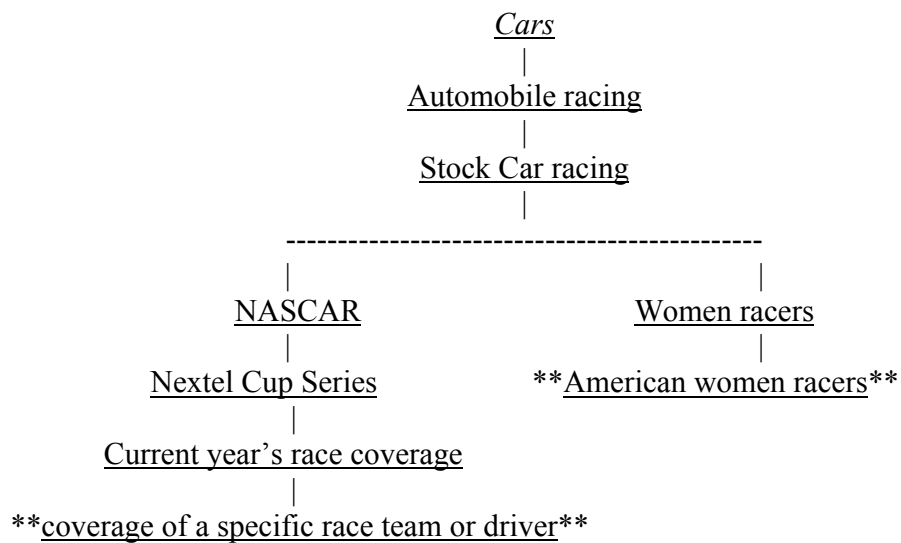 Cars
|
Automobile racing
|
Stock Car racing
|
----------------------------------------------
| |
NASCAR Women racers
| |
Nextel Cup Series **American women racers**
|
Current year’s race coverage
|
**coverage of a specific race team or driver**